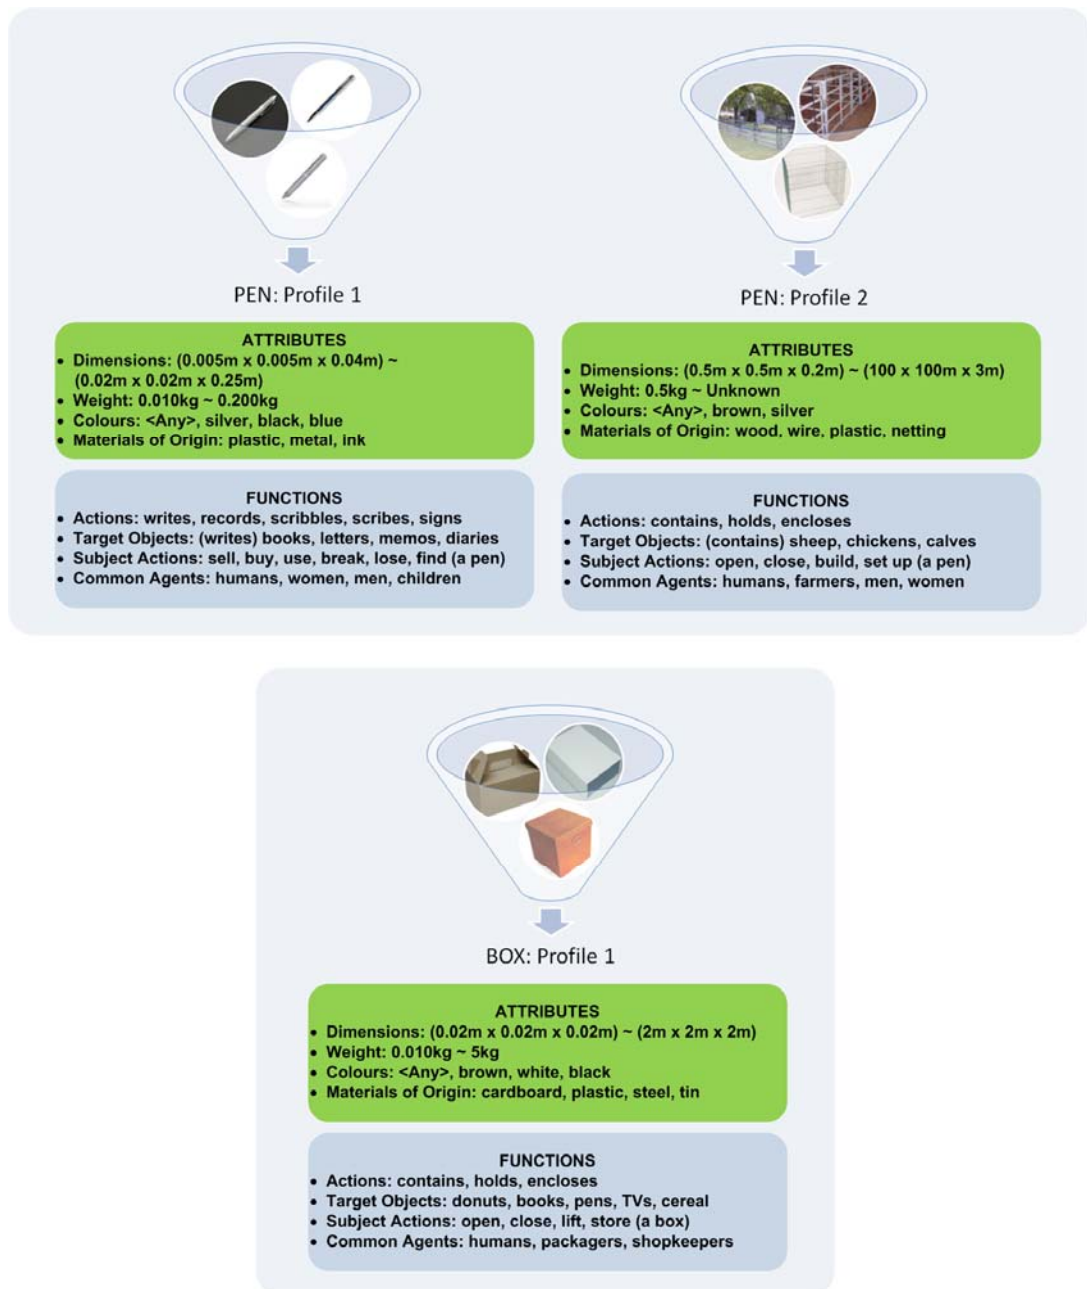 PEN: Profile 1
ATTRIBUTES
• Dimensions: (0.005m x 0.005m x 0.04m) ~
(0.02m x 0.02m x 0.25m)
• Weight: 0.010kg ~ 0.200kg
• Colours: <Any>, silver, black, blue
• Materials of Origin: plastic, metal, ink
FUNCTIONS
• Actions: writes, records, scribbles, scribes, signs
• Target Objects: (writes) books, letters, memos, diaries
• Subject Actions: sell, buy, use, break, lose, find (a pen)
• Common Agents: humans, women, men, children
PEN: Profile 2
ATTRIBUTES
• Dimensions: (0.5m x 0.5m x 0.2m) ~ (100 x 100m x 3m)
• Weight: 0.5kg ~ Unknown
• Colours: <Any>, brown, silver
• Materials of Origin: wood, wire, plastic, netting
FUNCTIONS
• Actions: contains, holds, encloses
• Target Objects: (contains) sheep, chickens, calves
• Subject Actions: open, close, build, set up (a pen)
• Common Agents: humans, farmers, men, women
BOX: Profile 1
ATTRIBUTES
• Dimensions: (0.02m x 0.02m x 0.02m) ~ (2m x 2m x 2m)
• Weight: 0.010kg ~ 5kg
• Colours: <Any>, brown, white, black
• Materials of Origin: cardboard, plastic, steel, tin
FUNCTIONS
• Actions: contains, holds, encloses
• Target Objects: donuts, books, pens, TVs, cereal
• Subject Actions: open, close, lift, store (a box)
• Common Agents: humans, packagers, shopkeepers